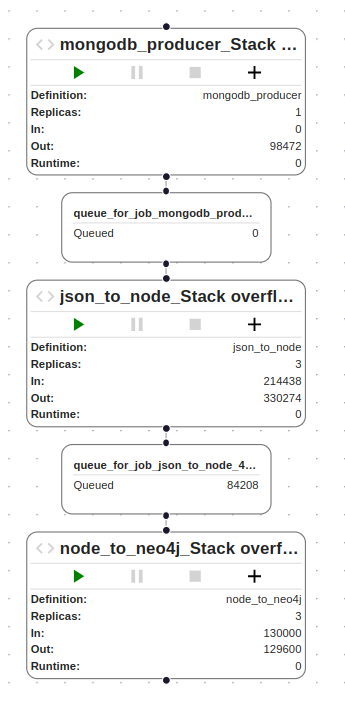 mongodb_producer_Stack ...
Definition: mongodb_producer
Replicas: 1
In: 0
Out: 98472
Runtime: 0
queue_for_job_mongodb_prod...
Queued 0
json_to_node_Stack overfl...
Definition: json_to_node
Replicas: 3
In: 214438
Out: 330274
Runtime: 0
queue_for_job_json_to_node_4...
Queued 84208
node_to_neo4j_Stack overf...
Definition: node_to_neo4j
Replicas: 3
In: 130000
Out: 129600
Runtime: 0